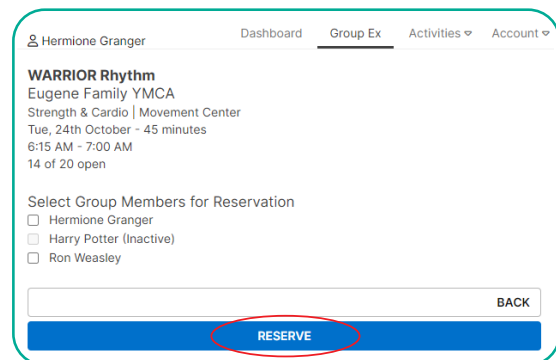 Hermione Granger
Dashboard Group Ex Activities Account
WARRIOR Rhythm
Eugene Family YMCA
Strength & Cardio | Movement Center
Tue, 24th October - 45 minutes
6:15 AM - 7:00 AM
14 of 20 open
Select Group Members for Reservation
Hermione Granger
Harry Potter (Inactive)
Ron Weasley
BACK
RESERVE